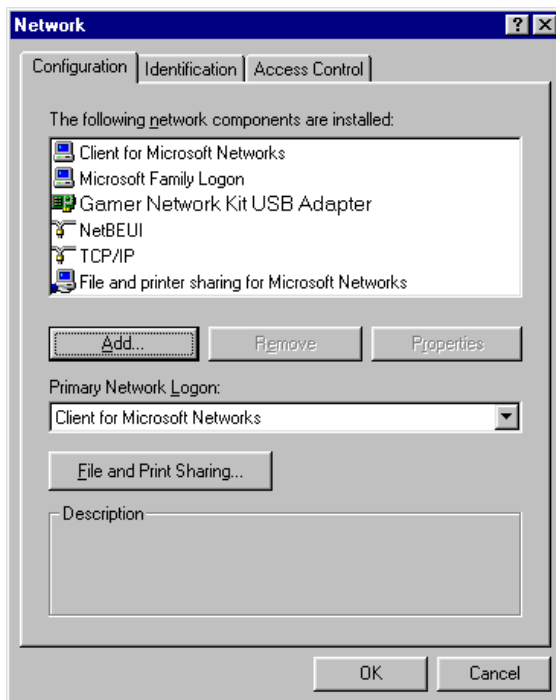 Network
Configuration Identification Access Control
The following network components are installed:
Client for Microsoft Networks
Microsoft Family Logon
Gamer Network Kit USB Adapter
NetBEUI
TCP/IP
File and printer sharing for Microsoft Networks
Add... Remove Properties
Primary Network Logon:
Client for Microsoft Networks
File and Print Sharing...
Description
OK Cancel